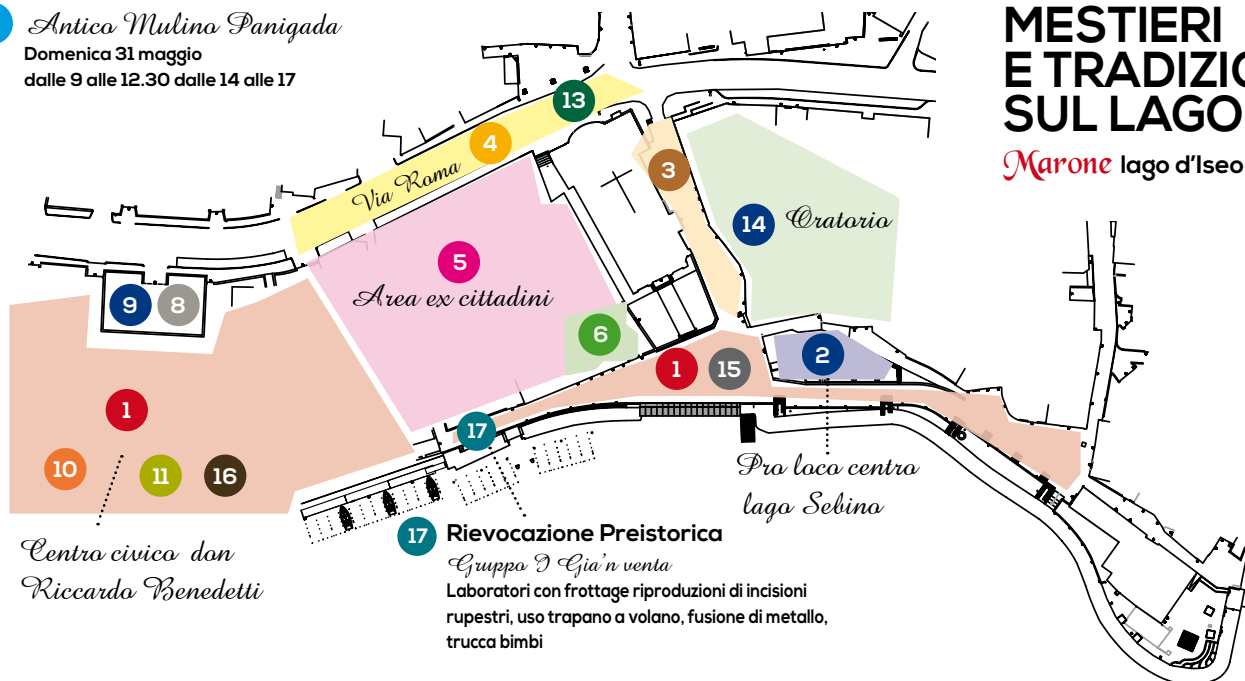 Antico Mulino Panigada
Domenica 31 maggio
dalle 9 alle 12.30 dalle 14 alle 17
MESTIERI
E TRADIZIO
SUL LAGO
Marone lago d'Iseo
13
4
Via Roma
3
14 Oratorio
5
Area ex cittadini
9 8
6
2
1 15
1
17
10 11 16
Pro loco centro
lago Sebino
Centro civico don
Riccardo Benedetti
17 Rievocazione Preistorica
Gruppo I Gia'n venta
Laboratori con frottage riproduzioni di incisioni
rupestri, uso trapano a volano, fusione di metallo,
trucca bimbi